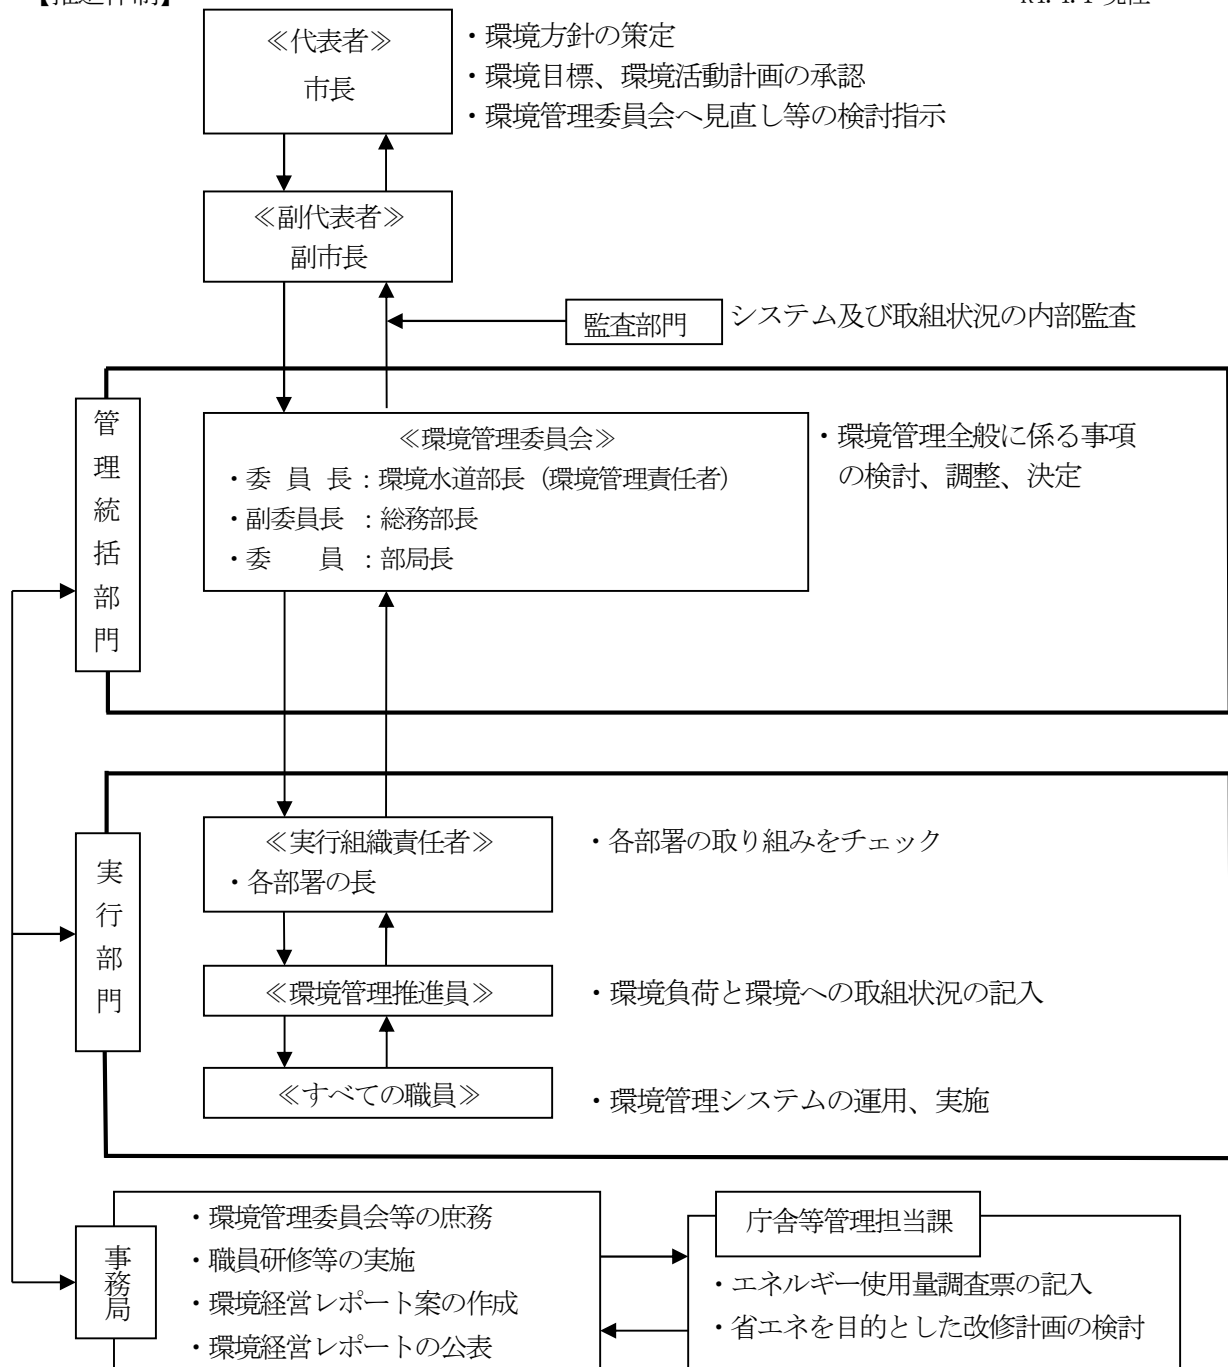 【推進体制】
R4.4.1 現在
≪代表者≫
市長
・環境方針の策定
・環境目標、環境活動計画の承認
・環境管理委員会へ見直し等の検討指示
≪副代表者≫
副市長
監査部門
システム及び取組状況の内部監査
管理統括部門
≪環境管理委員会≫
・委 員 長：環境水道部長（環境管理責任者）
・副委員長 ：総務部長
・委　　員 ：部局長
・環境管理全般に係る事項
の検討、調整、決定
実行部門
≪実行組織責任者≫
・各部署の長
・各部署の取り組みをチェック
≪環境管理推進員≫
・環境負荷と環境への取組状況の記入
≪すべての職員≫
・環境管理システムの運用、実施
事務局
・環境管理委員会等の庶務
・職員研修等の実施
・環境経営レポート案の作成
・環境経営レポートの公表
庁舎等管理担当課
・エネルギー使用量調査票の記入
・省エネを目的とした改修計画の検討